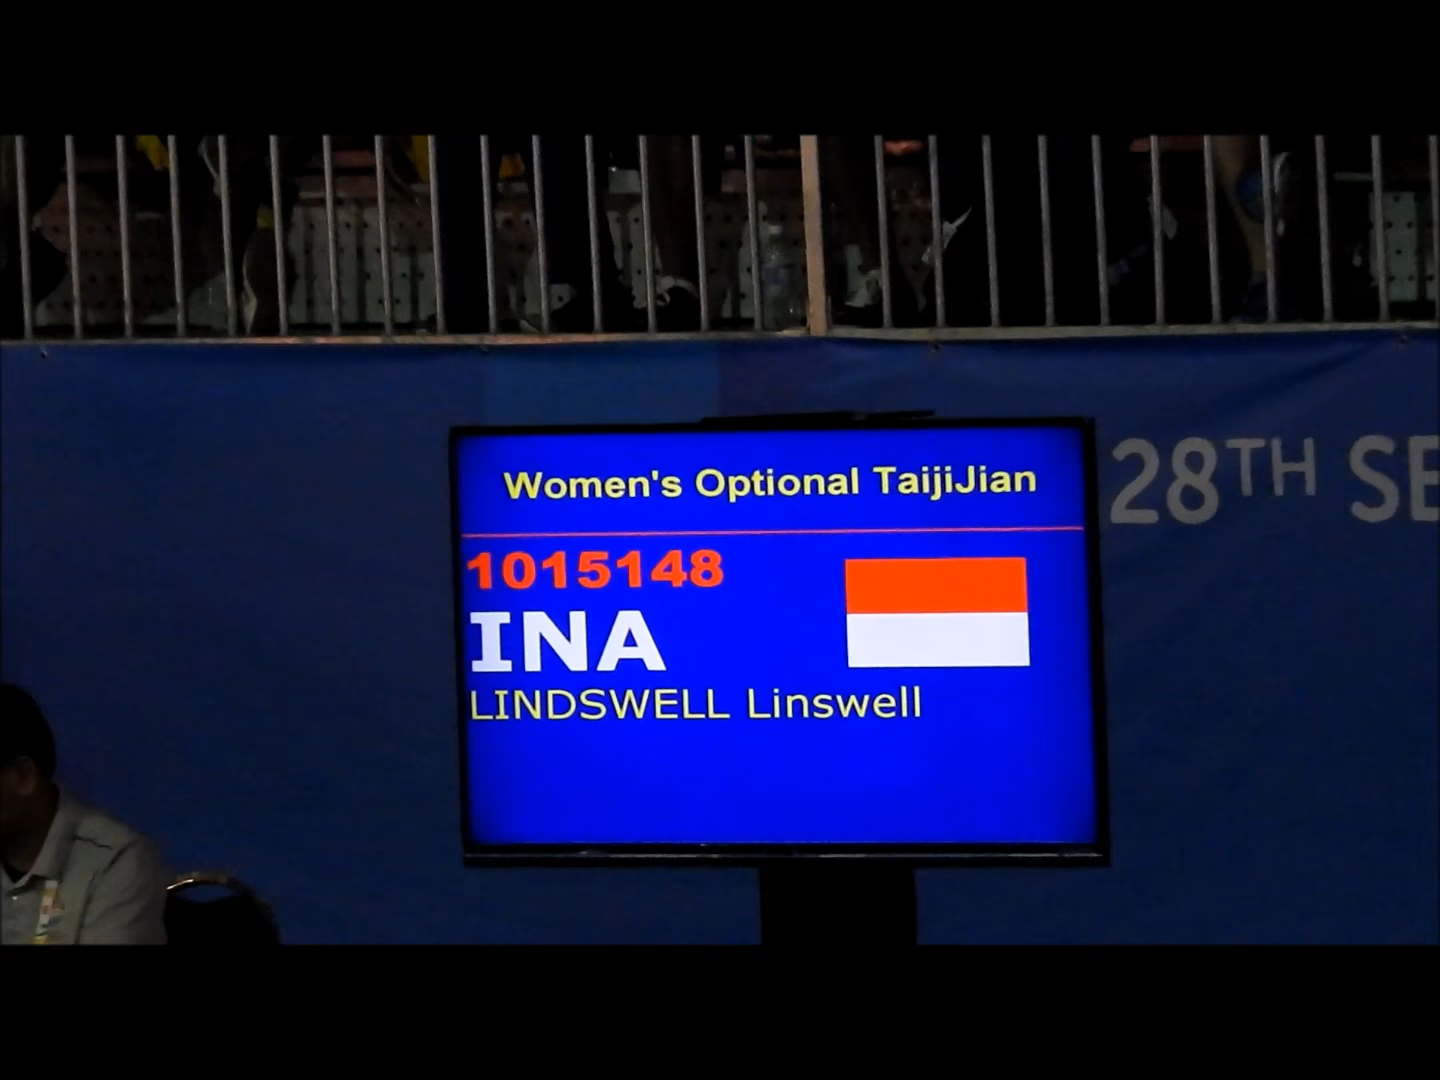 Women's Optional TaijiJian
1015148
INA
LINDSWELL Linswell
28TH SE